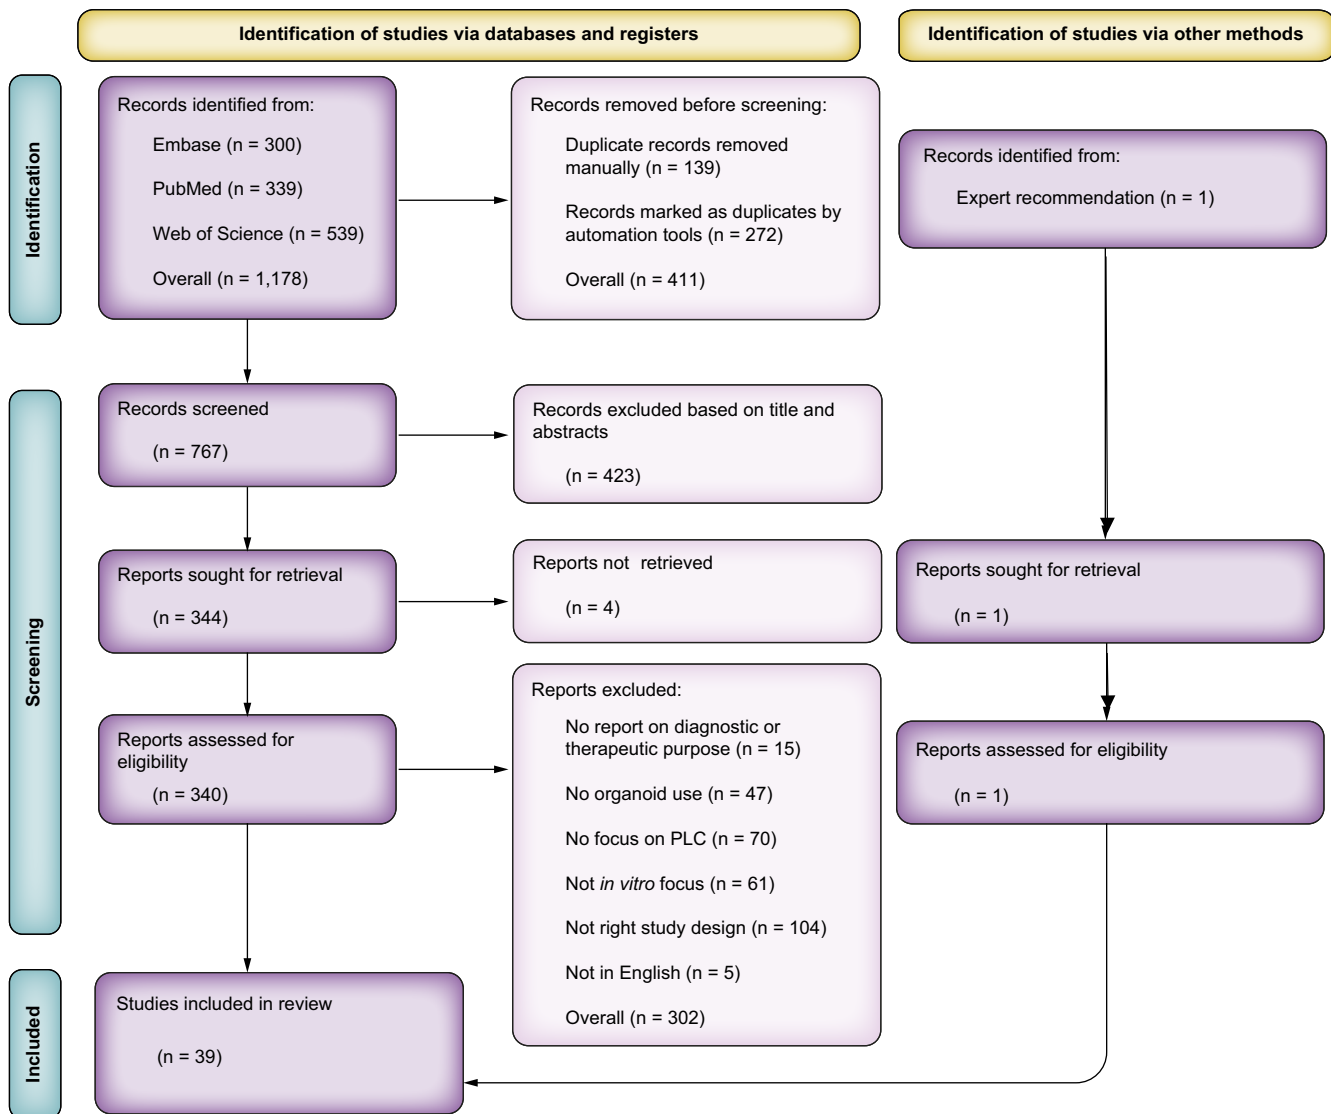 Identification of studies via databases and registers
Identification of studies via other methods
Identification
Records identified from:
Embase (n = 300)
PubMed (n = 339)
Web of Science (n = 539)
Overall (n = 1,178)
Records removed before screening:
Duplicate records removed
manually (n = 139)
Records marked as duplicates by
automation tools (n = 272)
Overall (n = 411)
Records identified from:
Expert recommendation (n = 1)
Screening
Records screened
(n = 767)
Records excluded based on title and
abstracts
(n = 423)
Reports sought for retrieval
(n = 344)
Reports not retrieved
(n = 4)
Reports sought for retrieval
(n = 1)
Reports assessed for
eligibility
(n = 340)
Reports excluded:
No report on diagnostic or
therapeutic purpose (n = 15)
No organoid use (n = 47)
No focus on PLC (n = 70)
Not in vitro focus (n = 61)
Not right study design (n = 104)
Not in English (n = 5)
Overall (n = 302)
Reports assessed for eligibility
(n = 1)
Included
Studies included in review
(n = 39)